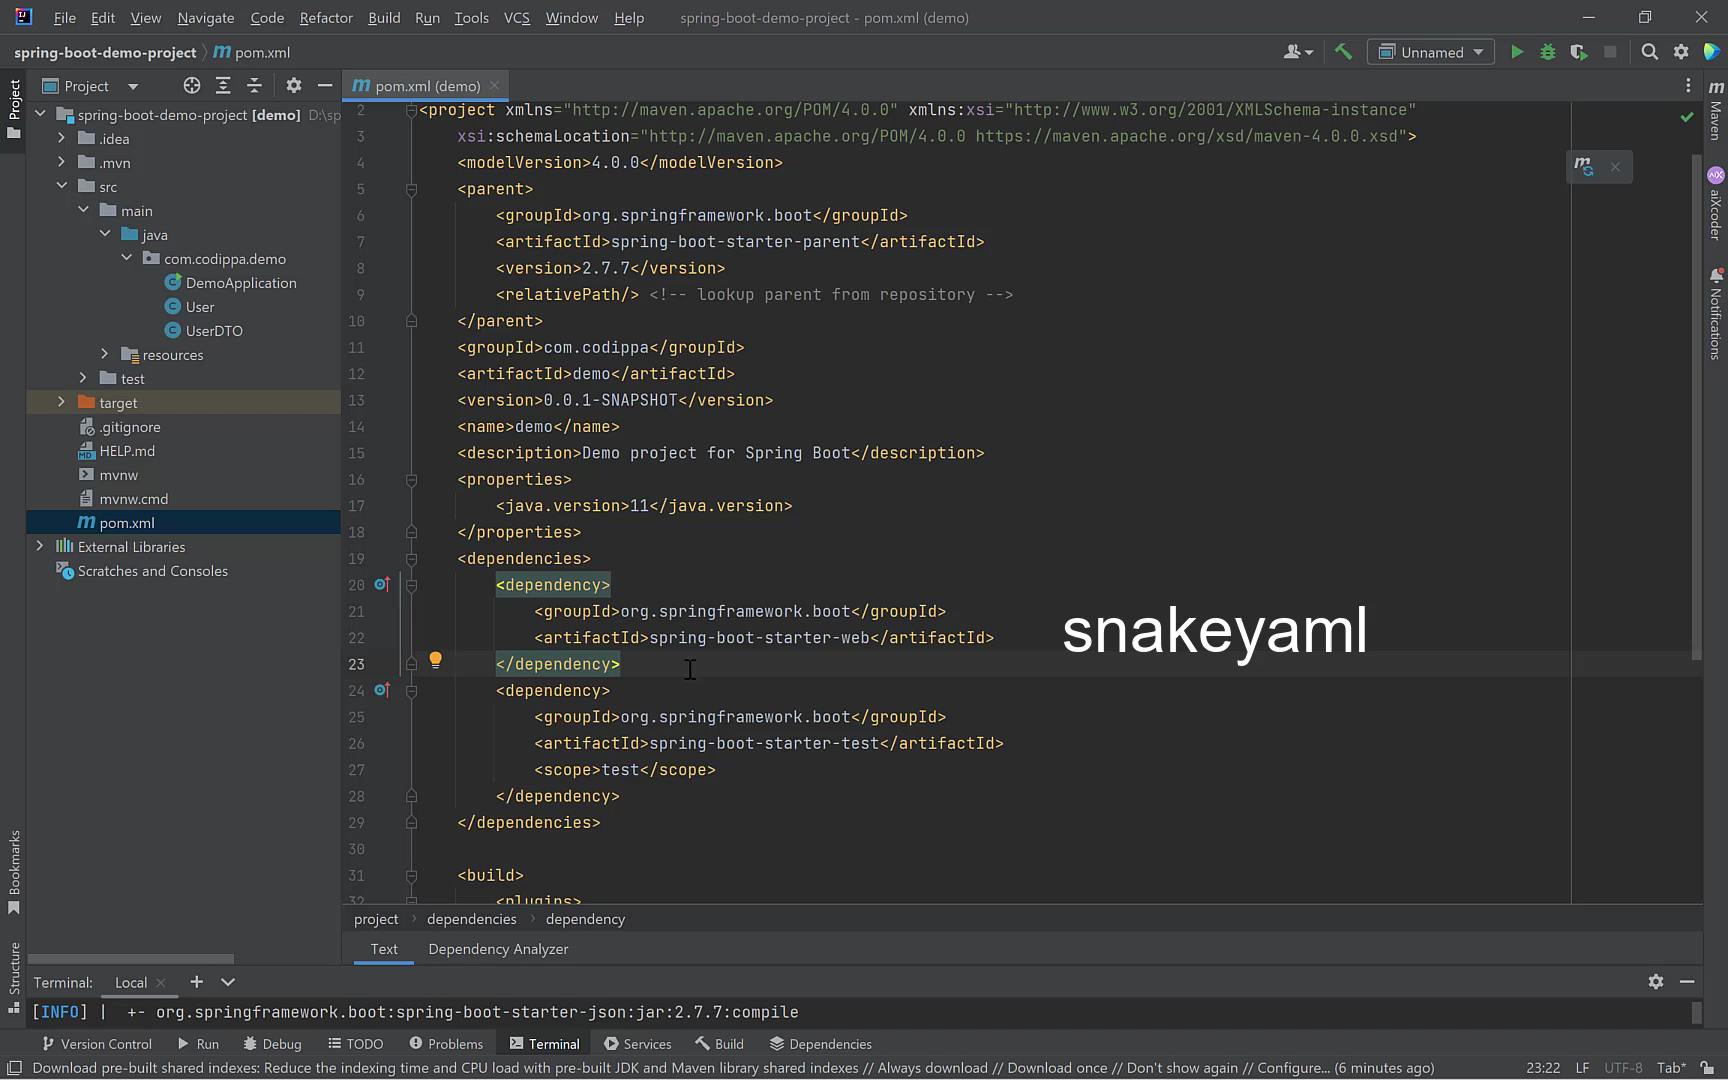 File Edit View Navigate Code Refactor Build Run Tools VCS Window Help spring-boot-demo-project - pom.xml (demo)
spring-boot-demo-project m pom.xml Unnamed
Project pom.xml (demo)
spring-boot-demo-project [demo] D:\sp
.idea
.mvn
src
main
java
com.codippa.demo
DemoApplication
User
UserDTO
resources
test
target
.gitignore
HELP.md
mvnw
mvnw.cmd
pom.xml
External Libraries
Scratches and Consoles
2 <project xmlns="http://maven.apache.org/POM/4.0.0" xmlns:xsi="http://www.w3.org/2001/XMLSchema-instance"
3 xsi:schemaLocation="http://maven.apache.org/POM/4.0.0 https://maven.apache.org/xsd/maven-4.0.0.xsd">
4 <modelVersion>4.0.0</modelVersion>
5 <parent>
6 <groupId>org.springframework.boot</groupId>
7 <artifactId>spring-boot-starter-parent</artifactId>
8 <version>2.7.7</version>
9 <relativePath/> <!-- lookup parent from repository -->
10 </parent>
11 <groupId>com.codippa</groupId>
12 <artifactId>demo</artifactId>
13 <version>0.0.1-SNAPSHOT</version>
14 <name>demo</name>
15 <description>Demo project for Spring Boot</description>
16 <properties>
17 <java.version>11</java.version>
18 </properties>
19 <dependencies>
20 <dependency>
21 <groupId>org.springframework.boot</groupId>
22 <artifactId>spring-boot-starter-web</artifactId>
23 </dependency>
24 <dependency>
25 <groupId>org.springframework.boot</groupId>
26 <artifactId>spring-boot-starter-test</artifactId>
27 <scope>test</scope>
28 </dependency>
29 </dependencies>
30
31 <build>
32 <plugins>
snakeyaml
project dependencies dependency
Text Dependency Analyzer
Terminal: Local
[INFO] | +- org.springframework.boot:spring-boot-starter-json:jar:2.7.7:compile
Version Control Run Debug TODO Problems Terminal Services Build Dependencies
Download pre-built shared indexes: Reduce the indexing time and CPU load with pre-built JDK and Maven library shared indexes // Always download // Download once // Don't show again // Configure... (6 minutes ago) 23:22 LF UTF-8 Tab*
Project
Bookmarks
Structure
Maven
aiXcoder
Notifications